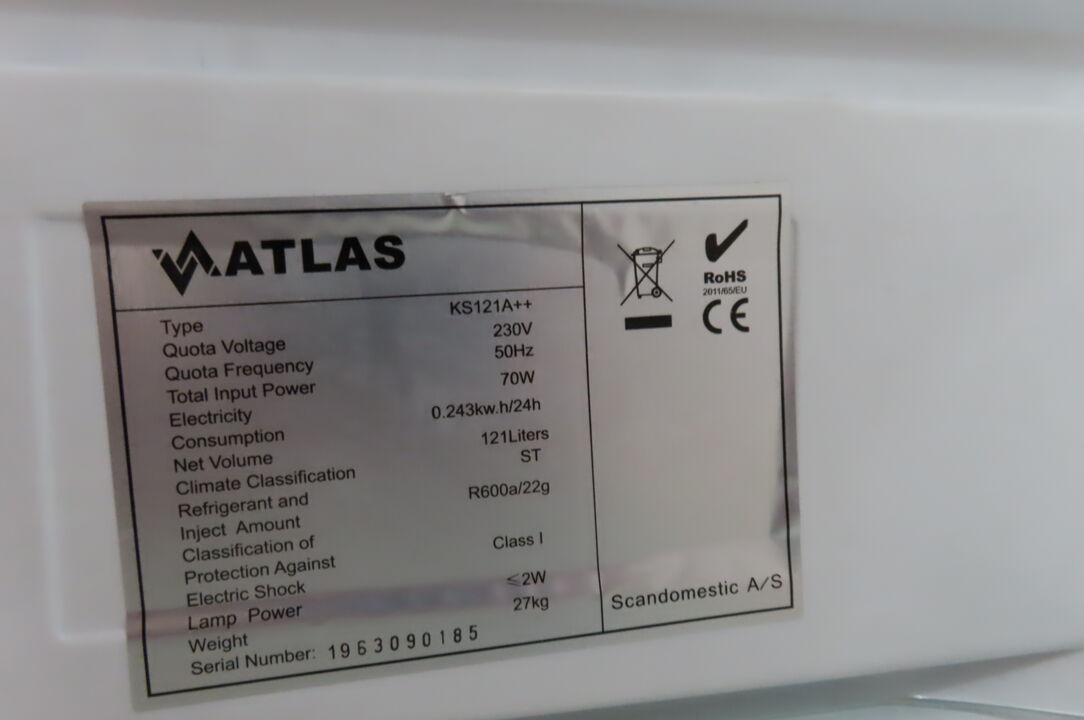 ATLAS
Type KS121A++
Quota Voltage 230V
Quota Frequency 50Hz
Total Input Power 70W
Electricity
Consumption 0.243kw.h/24h
Net Volume 121Liters
Climate Classification ST
Refrigerant and
Inject Amount R600a/22g
Classification of
Protection Against
Electric Shock Class I
Lamp Power ≤2W
Weight 27kg
Serial Number: 1963090185
RoHS
2011/65/EU
CE
Scandomestic A/S